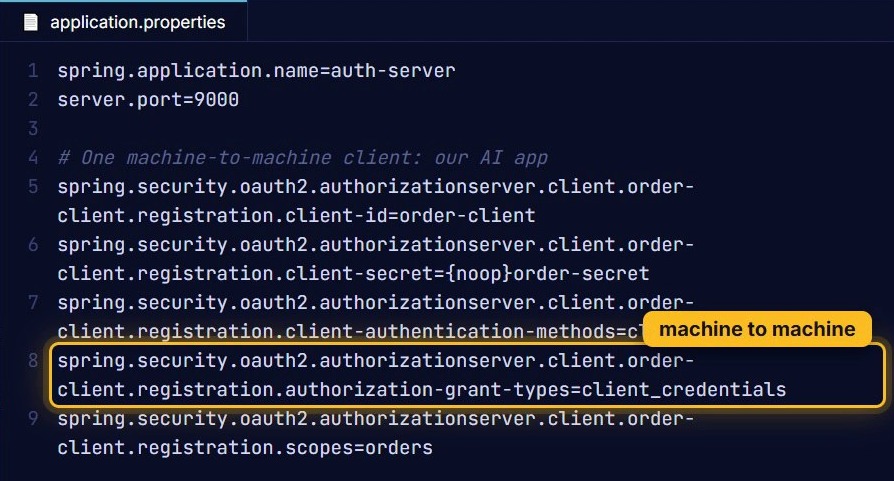 application.properties
1 spring.application.name=auth-server
2 server.port=9000
3
4 # One machine-to-machine client: our AI app
5 spring.security.oauth2.authorizationserver.client.order-
client.registration.client-id=order-client
6 spring.security.oauth2.authorizationserver.client.order-
client.registration.client-secret={noop}order-secret
7 spring.security.oauth2.authorizationserver.client.order-
client.registration.client-authentication-methods=
machine to machine
8 spring.security.oauth2.authorizationserver.client.order-
client.registration.authorization-grant-types=client_credentials
9 spring.security.oauth2.authorizationserver.client.order-
client.registration.scopes=orders